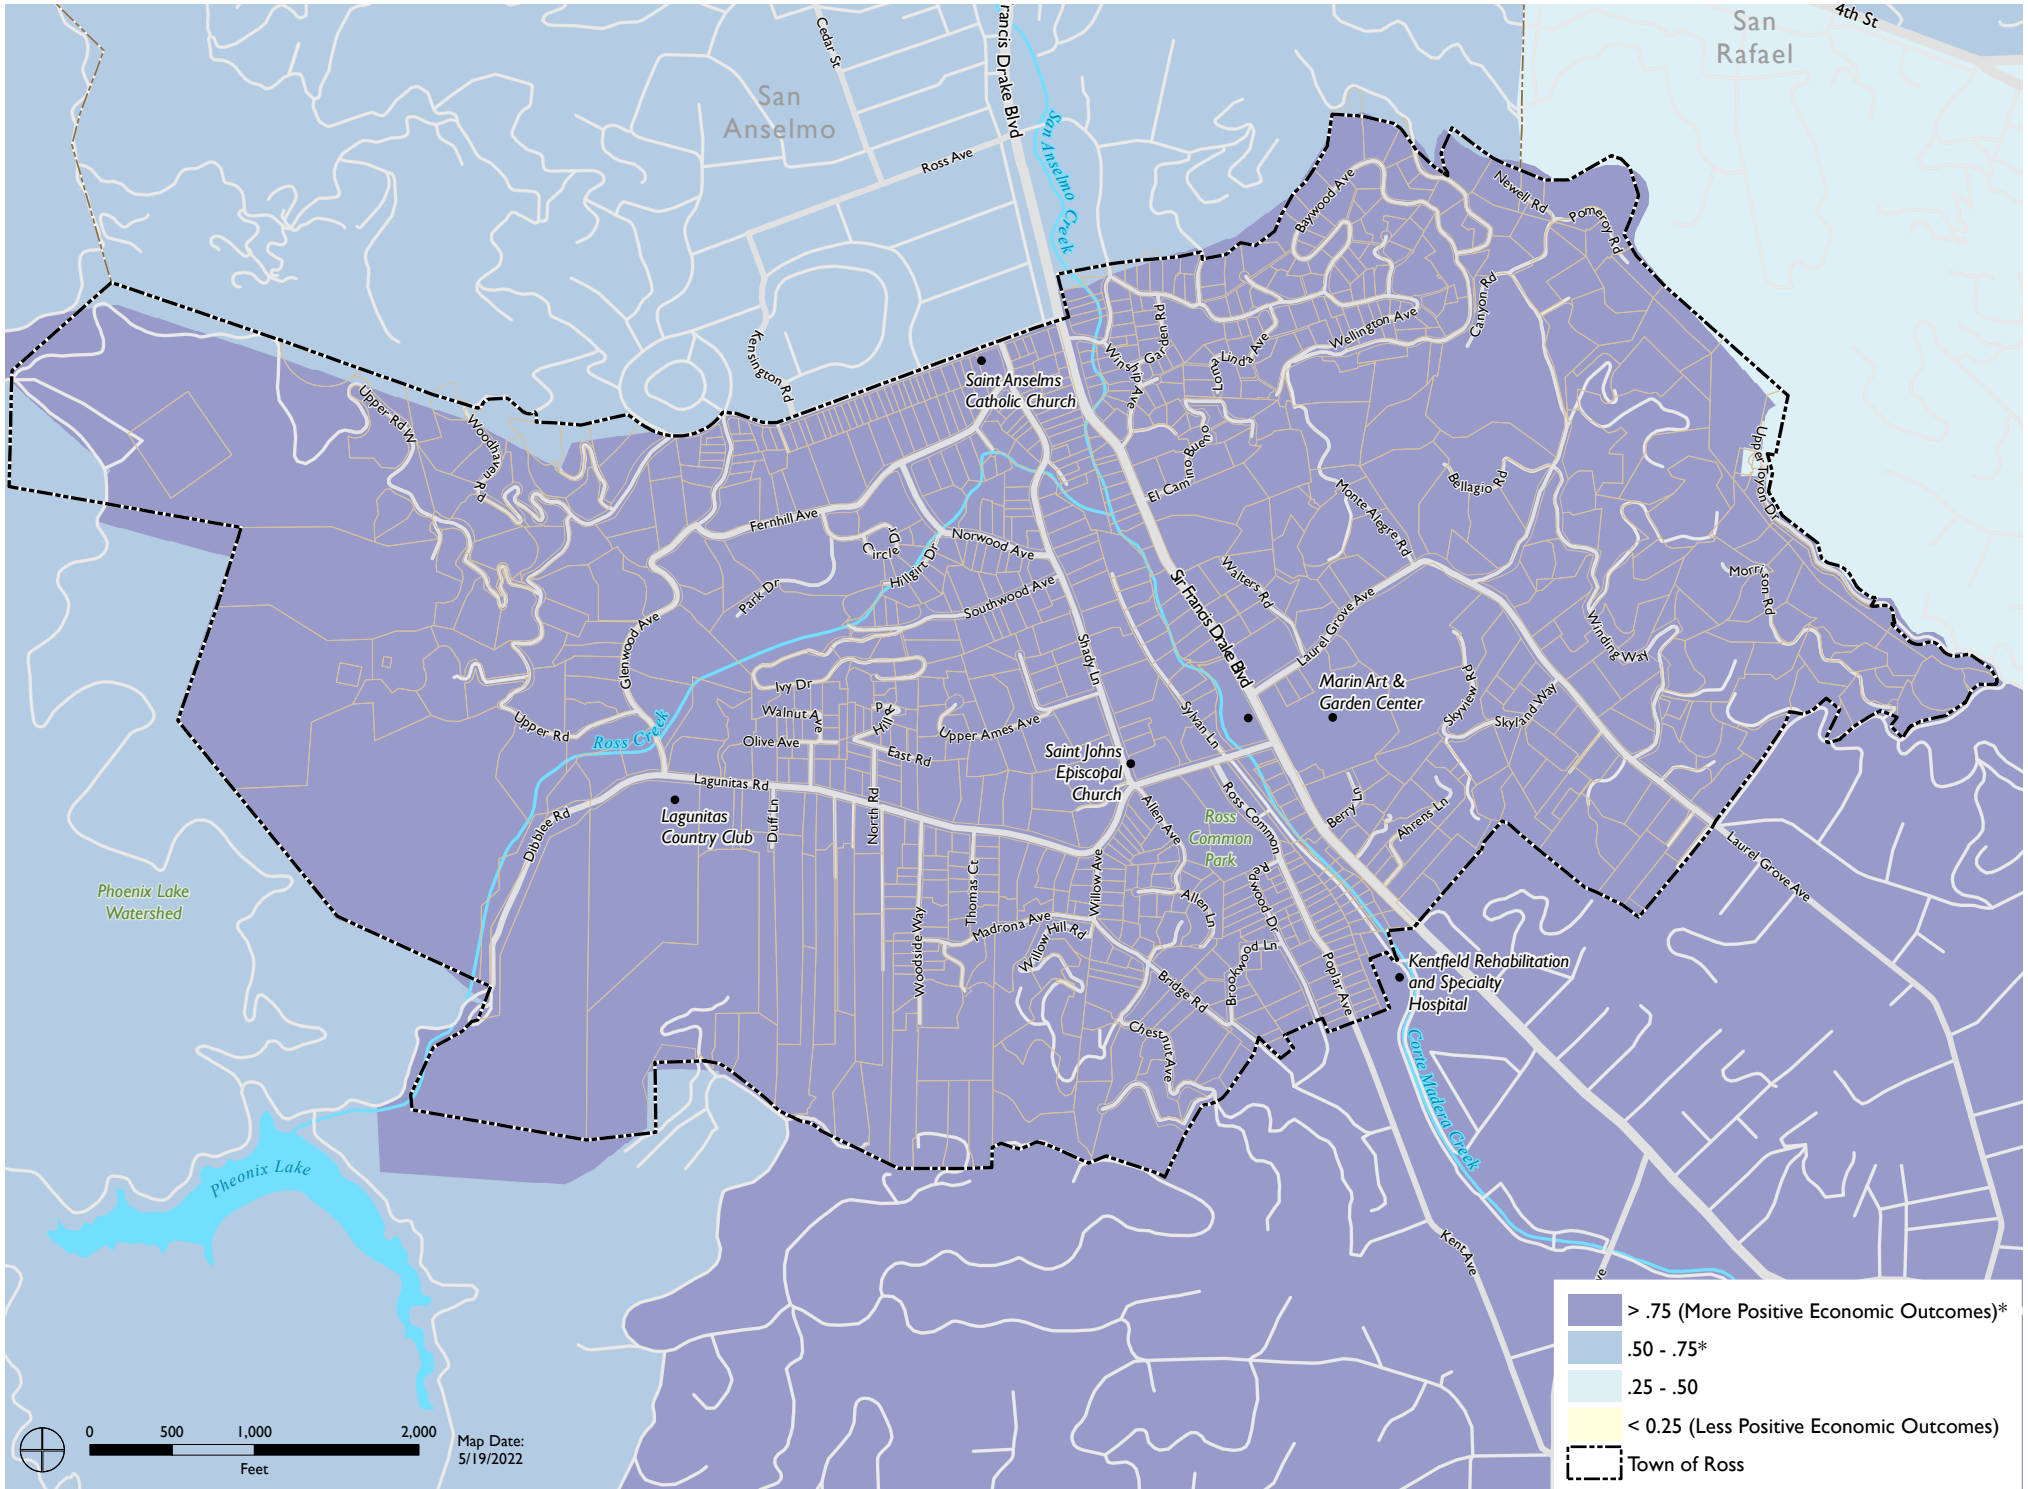 4th St
San
Rafael
Cedar St
rancis Drake Blvd
San
Anselmo
San Anselmo Creek
Ross Ave
Baywood Ave
Newell Rd
Pomeroy Rd
Canyon Rd
Kensington Rd
Garden Rd
Winship Ave
Loma Linda Ave
Wellington Ave
Saint Anselms
Catholic Church
Upper Rd W
Woodhaven Rd
El Camino Bueno
Bellagio Rd
Upper Toyon Dr
Monte Alegre Rd
Fernhill Ave
Circle Dr
Norwood Ave
Hillgirt Dr
Park Dr
Southwood Ave
Walters Rd
Sir Francis Drake Blvd
Laurel Grove Ave
Morrison Rd
Winding Way
Glenwood Ave
Shady Ln
Ivy Dr
Walnut Ave
Hill Rd
Skyview Rd
Skyland Way
Marin Art &
Garden Center
Upper Rd
Ross Creek
Olive Ave
Upper Ames Ave
East Rd
Sylvan Ln
Saint Johns
Episcopal
Church
Lagunitas Rd
Dibblee Rd
Duff Ln
North Rd
Lagunitas
Country Club
Allen Ave
Ross Common
Ross
Common
Park
Berry Ln
Ahrens Ln
Laurel Grove Ave
Phoenix Lake
Watershed
Woodside Way
Thomas Ct
Willow Ave
Redwood Dr
Allen Ln
Madrona Ave
Willow Hill Rd
Brookwood Ln
Bridge Rd
Poplar Ave
Kentfield Rehabilitation
and Specialty
Hospital
Chestnut Ave
Corte Madera Creek
Pheonix Lake
Kent Ave
ve
> .75 (More Positive Economic Outcomes)*
.50 - .75*
.25 - .50
< 0.25 (Less Positive Economic Outcomes)
Town of Ross
0 500 1,000 2,000
Feet
Map Date:
5/19/2022